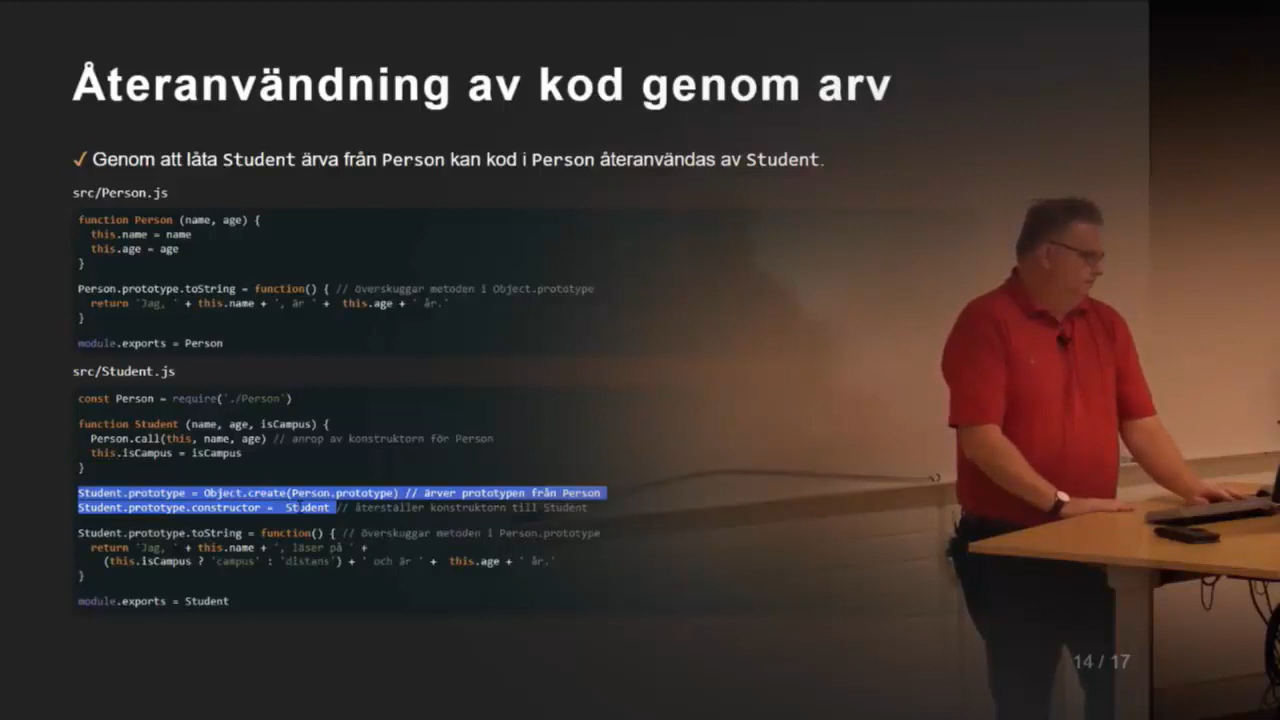 Återanvändning av kod genom arv
✓ Genom att låta Student ärva från Person kan kod i Person återanvändas av Student.
src/Person.js
function Person (name, age) {
this.name = name
this.age = age
}
Person.prototype.toString = function() { // överskuggar metoden i Object.prototype
return 'Jag, ' + this.name + ', är ' +  this.age + ' år.'
}
module.exports = Person
src/Student.js
const Person = require('./Person')
function Student (name, age, isCampus) {
Person.call(this, name, age) // anrop av konstruktorn för Person
this.isCampus = isCampus
}
Student.prototype = Object.create(Person.prototype) // ärver prototypen från Person
Student.prototype.constructor =  Student // återställer konstruktorn till Student
Student.prototype.toString = function() { // överskuggar metoden i Person.prototype
return 'Jag, ' + this.name + ', läser på ' +
(this.isCampus ? 'campus' : 'distans') + ' och är ' +  this.age + ' år.'
}
module.exports = Student
14 / 17